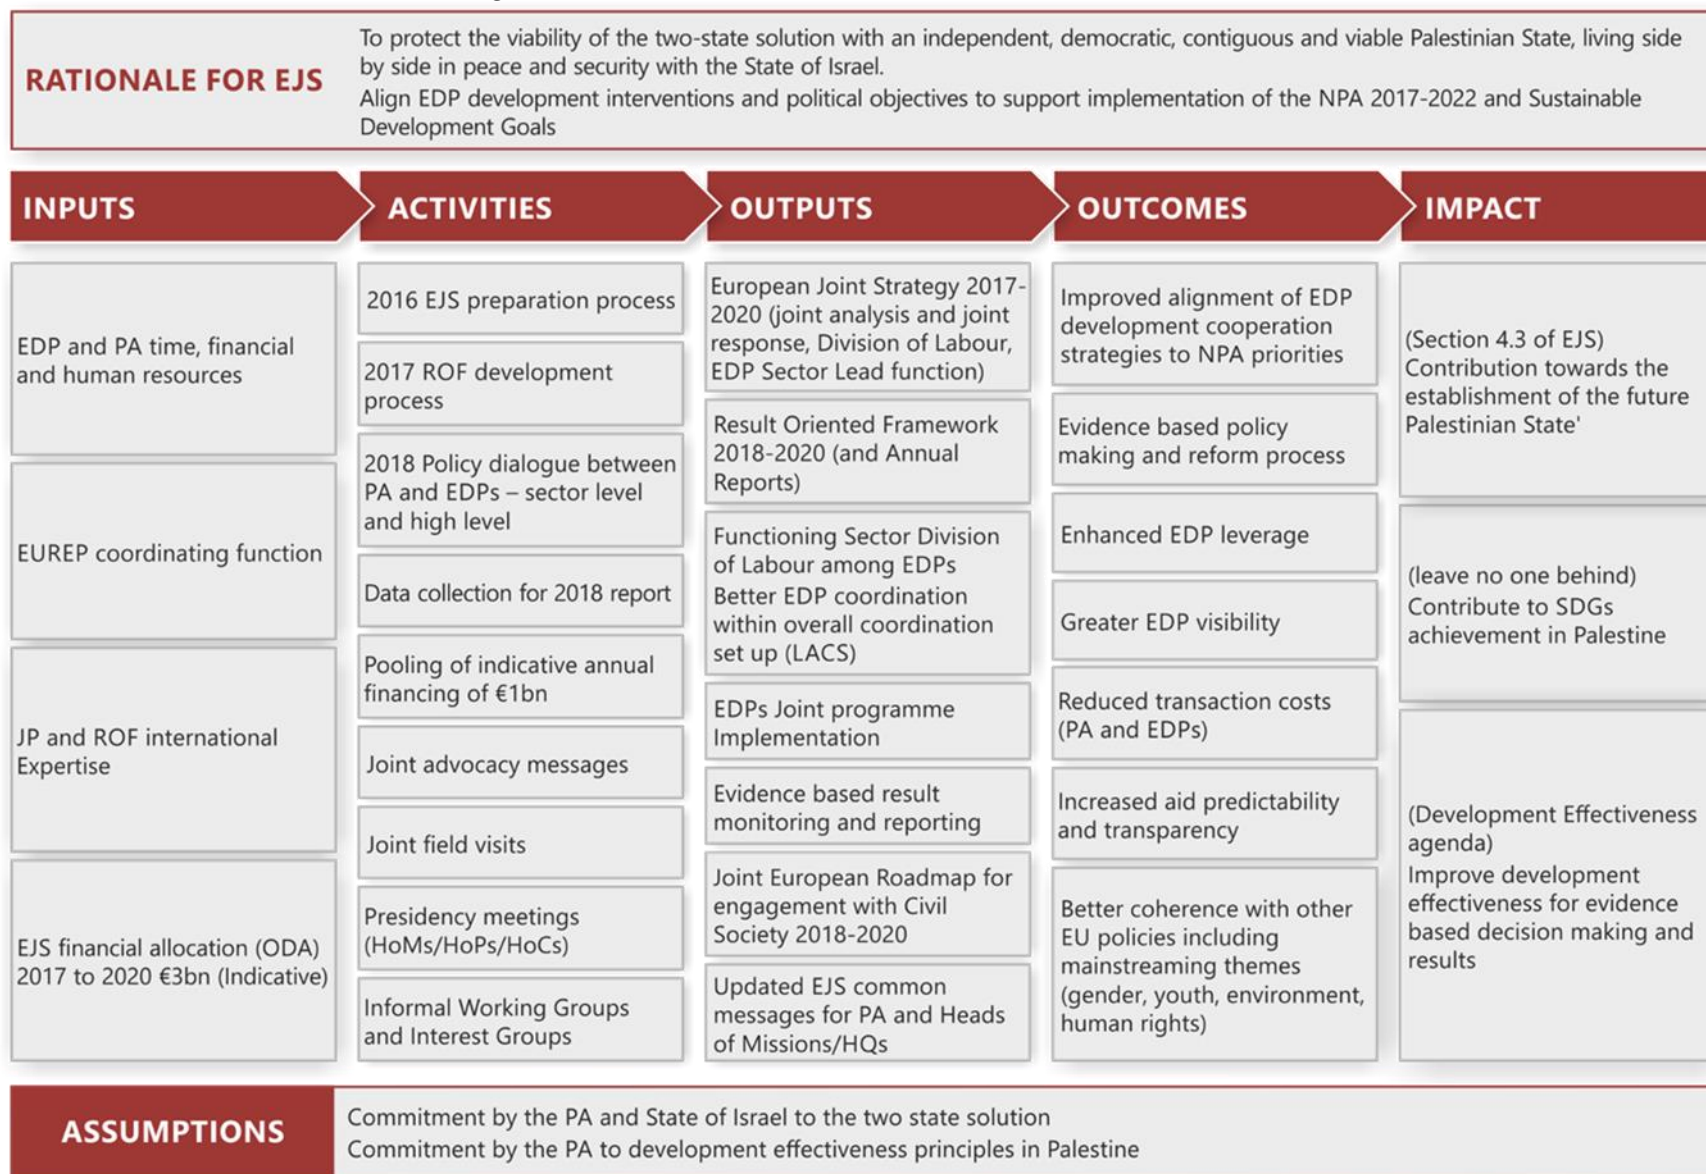 RATIONALE FOR EJS
To protect the viability of the two-state solution with an independent, democratic, contiguous and viable Palestinian State, living side
by side in peace and security with the State of Israel.
Align EDP development interventions and political objectives to support implementation of the NPA 2017-2022 and Sustainable
Development Goals
INPUTS
EDP and PA time, financial
and human resources
EUREP coordinating function
JP and ROF international
Expertise
EJS financial allocation (ODA)
2017 to 2020 €3bn (Indicative)
ACTIVITIES
2016 EJS preparation process
2017 ROF development
process
2018 Policy dialogue between
PA and EDPs – sector level
and high level
Data collection for 2018 report
Pooling of indicative annual
financing of €1bn
Joint advocacy messages
Joint field visits
Presidency meetings
(HoMs/HoPs/HoCs)
Informal Working Groups
and Interest Groups
OUTPUTS
European Joint Strategy 2017-
2020 (joint analysis and joint
response, Division of Labour,
EDP Sector Lead function)
Result Oriented Framework
2018-2020 (and Annual
Reports)
Functioning Sector Division
of Labour among EDPs
Better EDP coordination
within overall coordination
set up (LACS)
EDPs Joint programme
Implementation
Evidence based result
monitoring and reporting
Joint European Roadmap for
engagement with Civil
Society 2018-2020
Updated EJS common
messages for PA and Heads
of Missions/HQs
OUTCOMES
Improved alignment of EDP
development cooperation
strategies to NPA priorities
Evidence based policy
making and reform process
Enhanced EDP leverage
Greater EDP visibility
Reduced transaction costs
(PA and EDPs)
Increased aid predictability
and transparency
Better coherence with other
EU policies including
mainstreaming themes
(gender, youth, environment,
human rights)
IMPACT
(Section 4.3 of EJS)
Contribution towards the
establishment of the future
Palestinian State'
(leave no one behind)
Contribute to SDGs
achievement in Palestine
(Development Effectiveness
agenda)
Improve development
effectiveness for evidence
based decision making and
results
ASSUMPTIONS
Commitment by the PA and State of Israel to the two state solution
Commitment by the PA to development effectiveness principles in Palestine